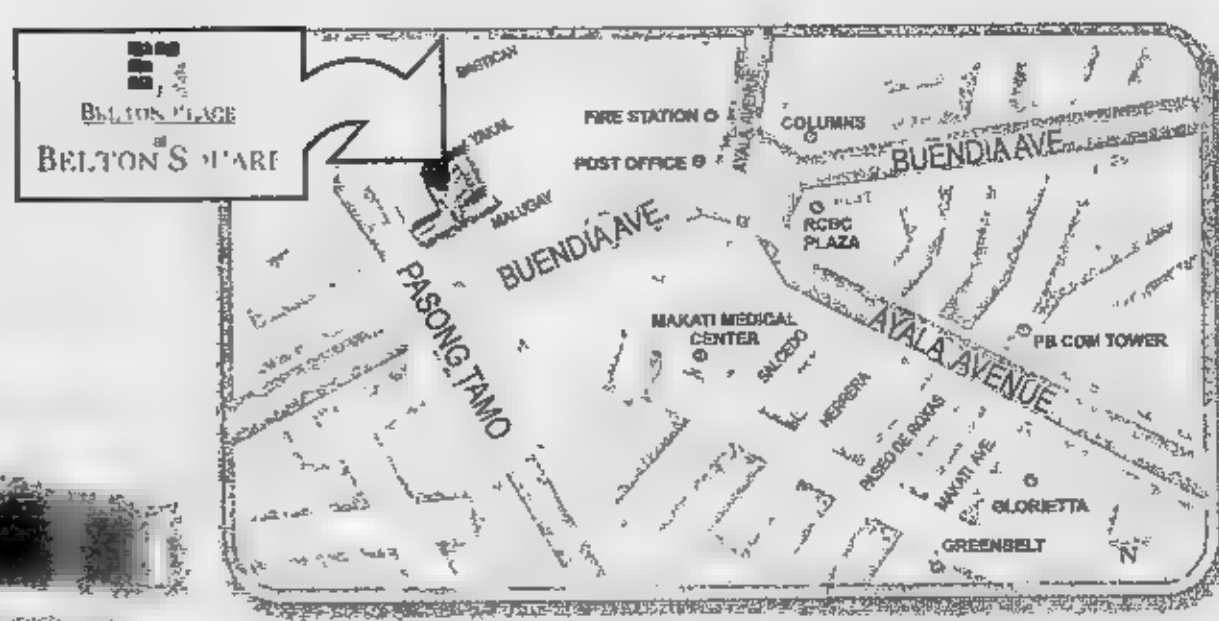 BELTON PLACE
at
BELTON SQUARE
BASTICAN
YAKAL
MALUGAY
FIRE STATION
POST OFFICE
AYALA AVENUE
COLUMNS
BUENDIA AVE
RCBC
PLAZA
BUENDIA AVE.
PASONG TAMO
MAKATI MEDICAL
CENTER
SALCEDO
HERRERA
PASEO DE ROXAS
MAKATI AVE.
AYALA AVENUE
PB COM TOWER
GLORIETTA
GREENBELT
N